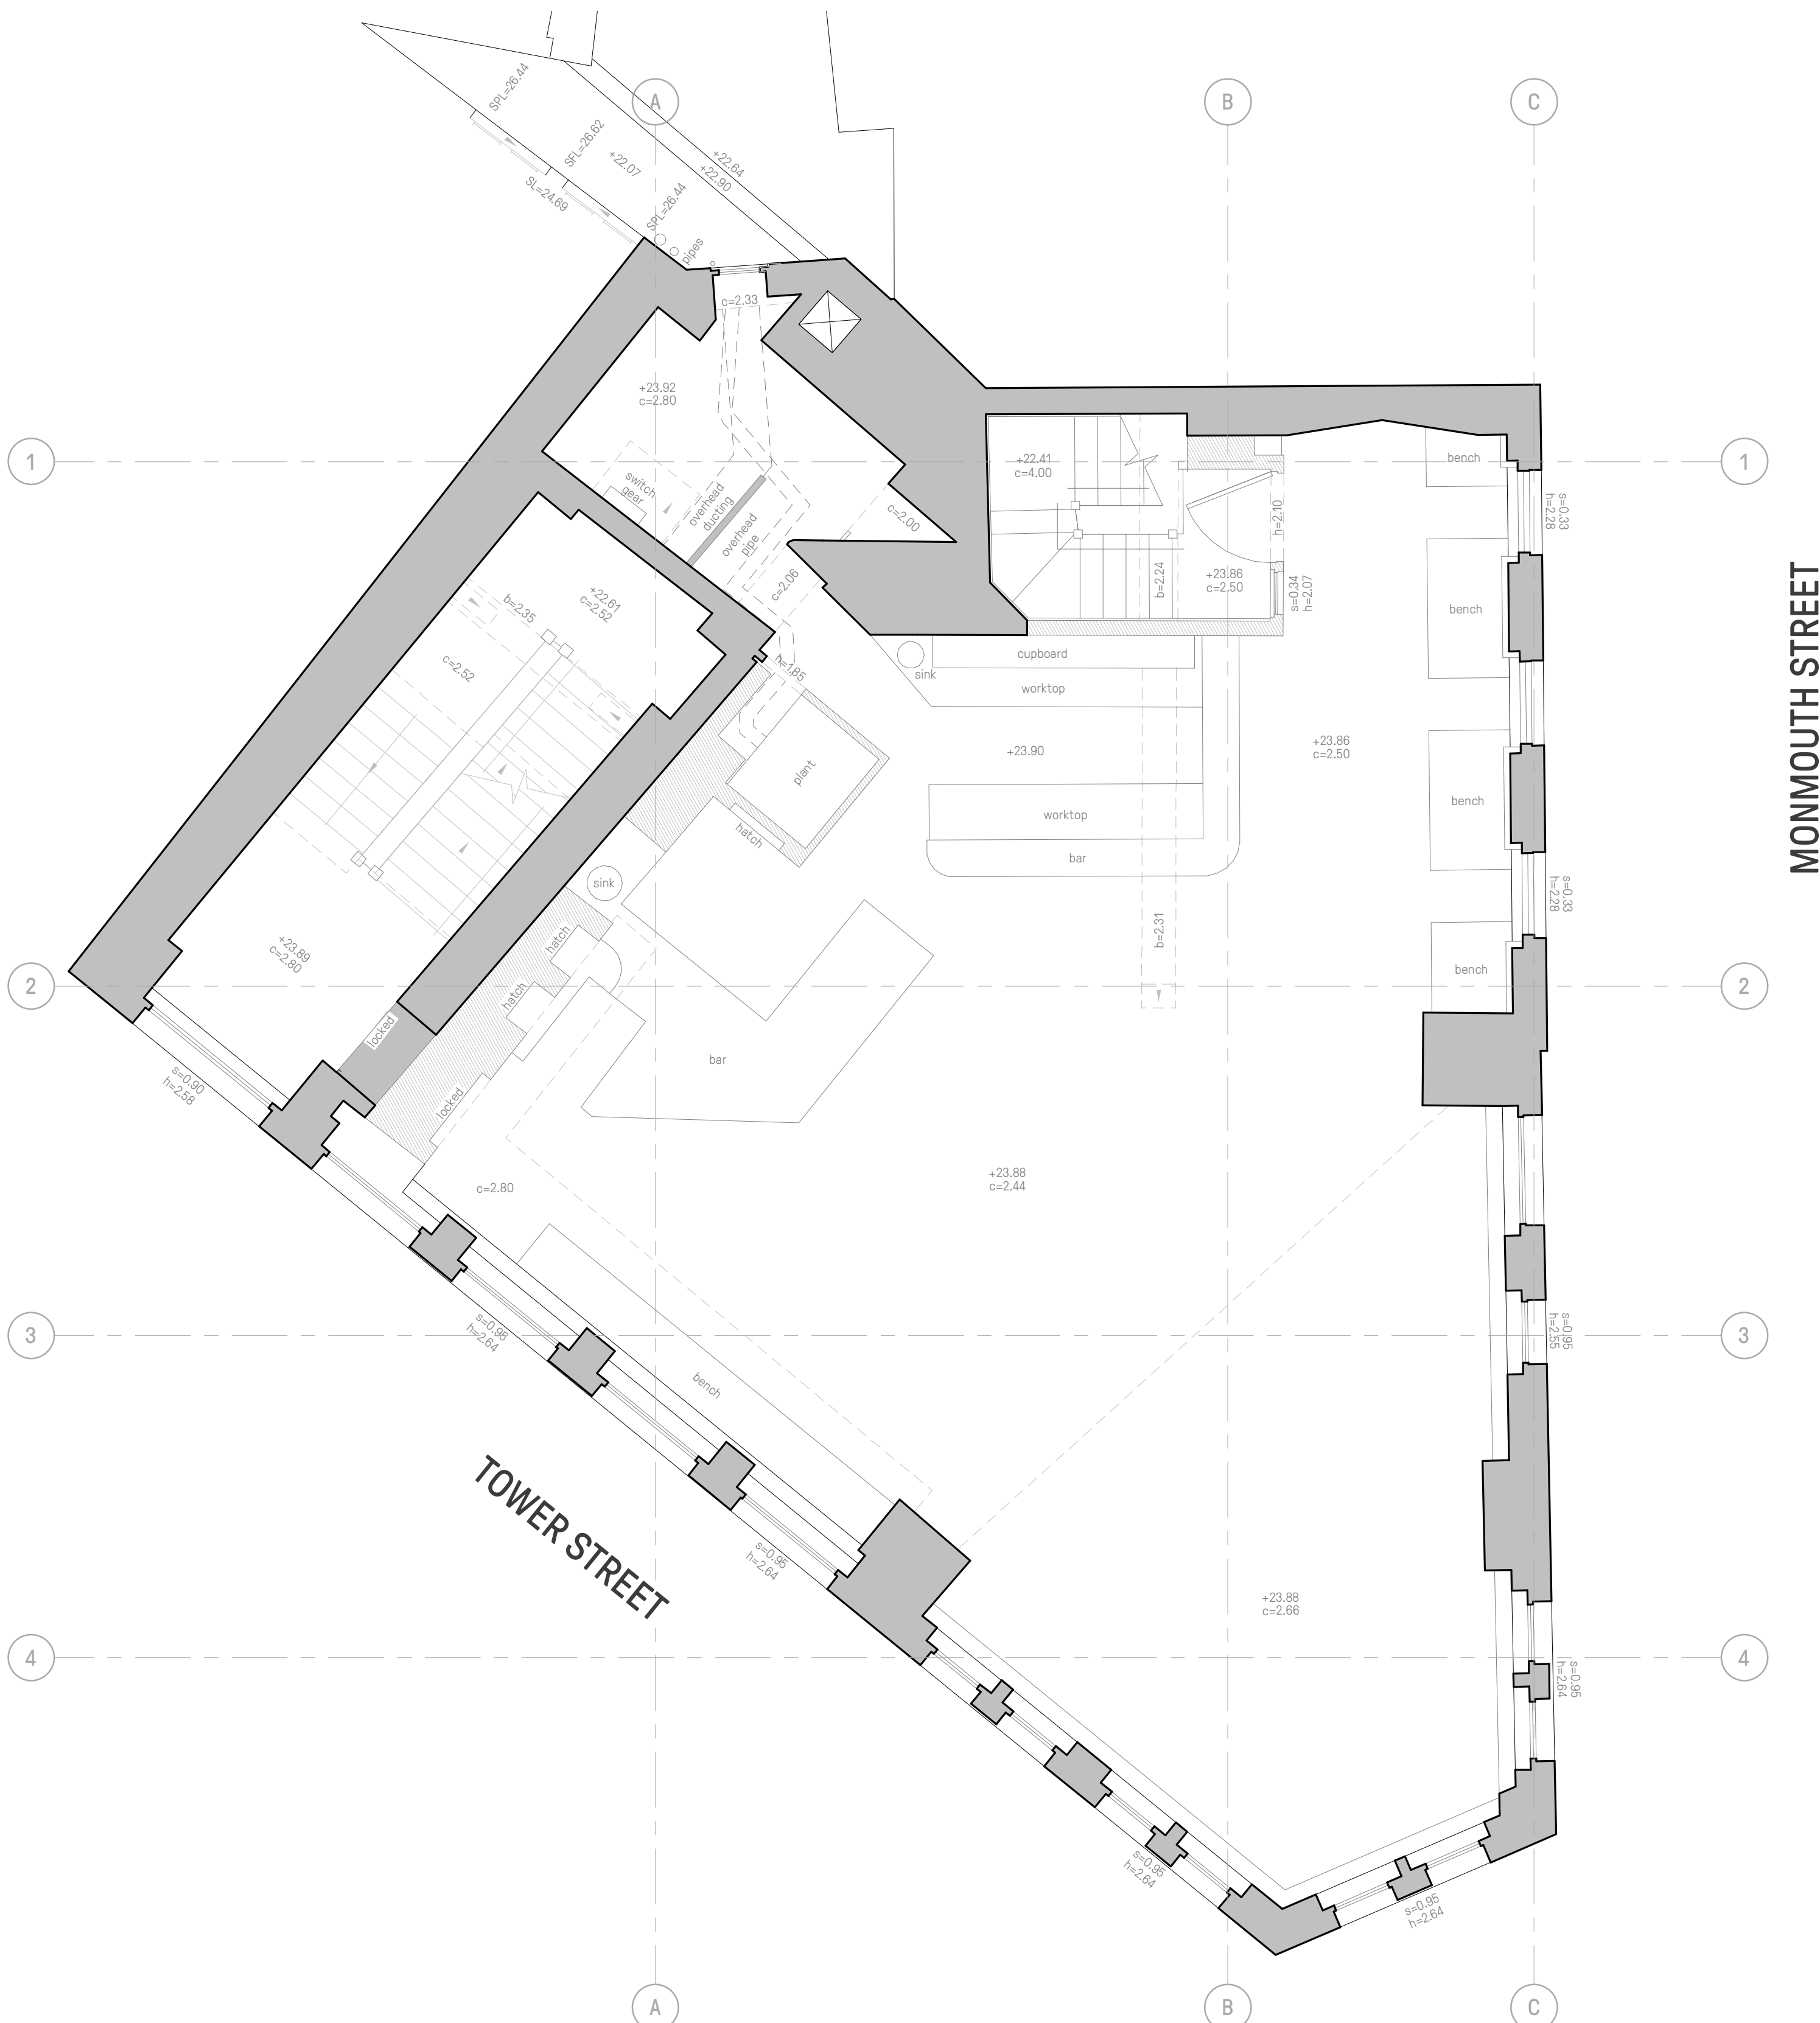 SPL=26.44
A
B
C
SFL=26.62
+22.07
+22.64
+22.90
SL=24.69
SPL=26.44
pipes
c=2.33
+23.92
c=2.80
1
1
switch
gear
overhead
ducting
overhead
pipe
c=2.00
+22.41
c=4.00
h=2.10
bench
s=0.33
h=2.28
c=2.06
b=2.24
+23.86
c=2.50
s=0.34
h=2.07
bench
b=2.35
+22.61
c=2.52
c=2.52
h=1.85
cupboard
sink
worktop
+23.90
+23.86
c=2.50
MONMOUTH STREET
plant
hatch
worktop
bar
bench
sink
s=0.33
h=2.28
hatch
b=2.31
+23.89
c=2.80
bench
2
2
hatch
locked
bar
s=0.90
h=2.58
locked
c=2.80
+23.88
c=2.44
3
3
s=0.95
h=2.64
s=0.95
h=2.55
bench
TOWER STREET
s=0.95
h=2.64
+23.88
c=2.66
4
4
s=0.95
h=2.64
s=0.95
h=2.64
s=0.95
h=2.64
A
B
C